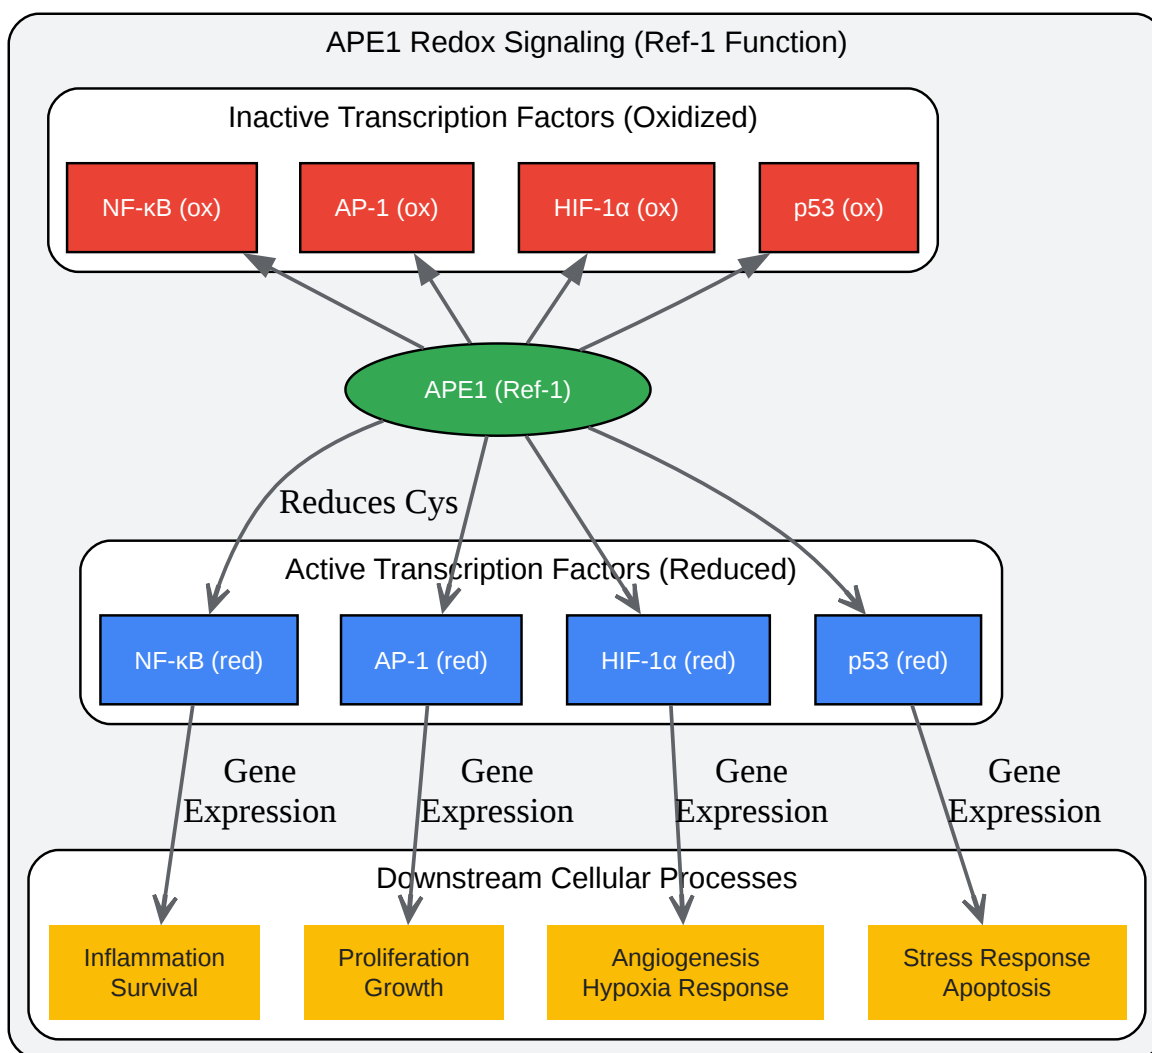 APE1 Redox Signaling (Ref-1 Function)
Inactive Transcription Factors (Oxidized)
NF-κB (ox)
AP-1 (ox)
HIF-1α (ox)
p53 (ox)
APE1 (Ref-1)
Reduces Cys
Active Transcription Factors (Reduced)
NF-κB (red)
AP-1 (red)
HIF-1α (red)
p53 (red)
Gene
Expression
Gene
Expression
Gene
Expression
Gene
Expression
Downstream Cellular Processes
Inflammation
Survival
Proliferation
Growth
Angiogenesis
Hypoxia Response
Stress Response
Apoptosis